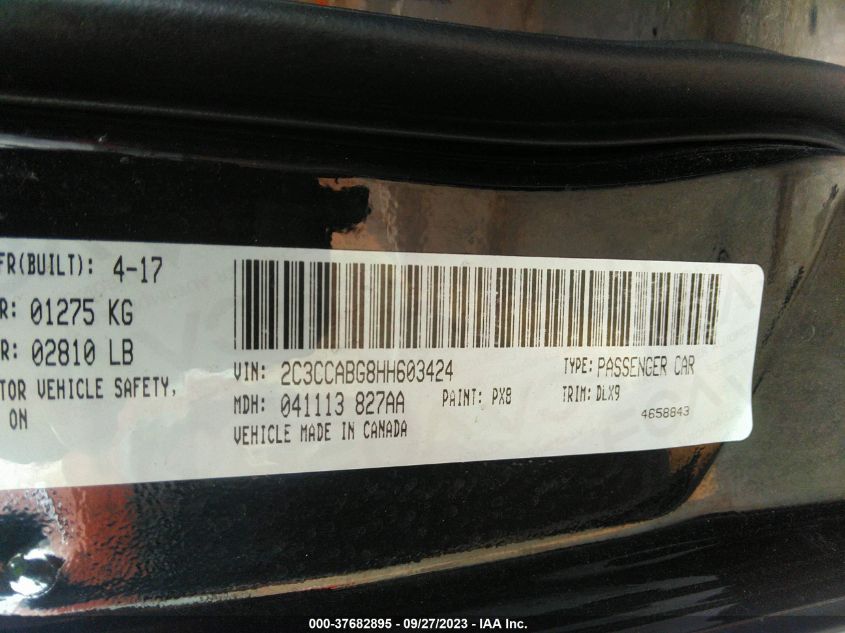 FR(BUILT): 4-17
R: 01275 KG
R: 02810 LB
TOR VEHICLE SAFETY,
ON
VIN: 2C3CCABG8HH603424 TYPE: PASSENGER CAR
MDH: 041113 827AA PAINT: PX8 TRIM: DLX9
VEHICLE MADE IN CANADA 4658843
000-37682895 - 09/27/2023 - © IAA Inc.